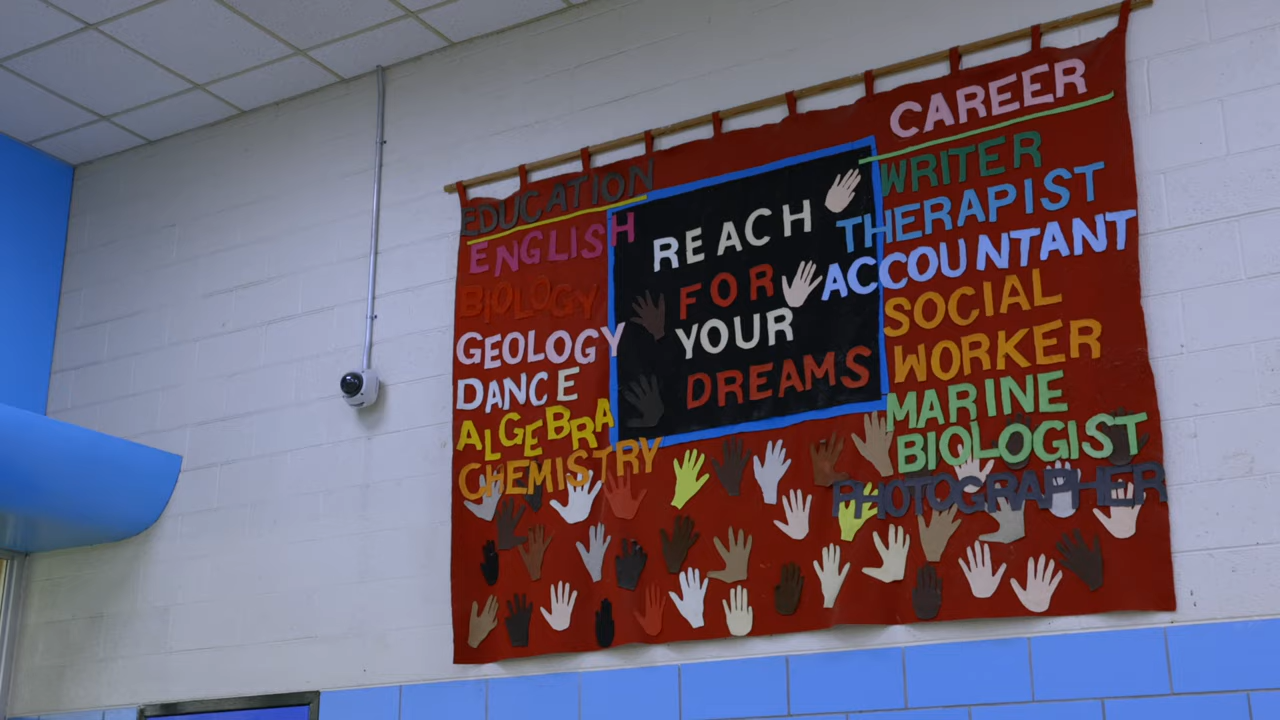 EDUCATION
ENGLISH
BIOLOGY
GEOLOGY
DANCE
ALGEBRA
CHEMISTRY
REACH
FOR
YOUR
DREAMS
CAREER
WRITER
THERAPIST
ACCOUNTANT
SOCIAL
WORKER
MARINE
BIOLOGIST
PHOTOGRAPHER